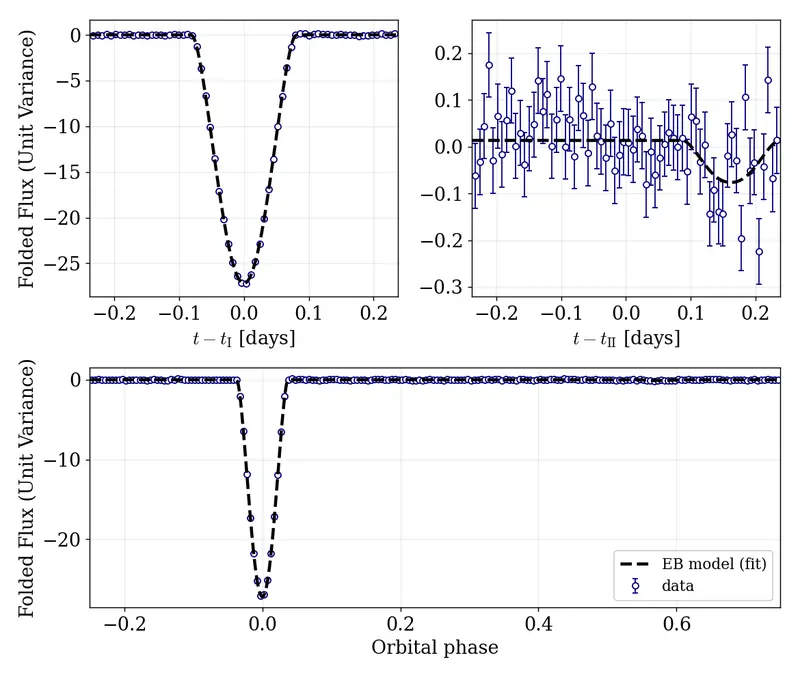 Folded Flux (Unit Variance)
0
−5
−10
−15
−20
−25
−0.2 −0.1 0.0 0.1 0.2
t − t_I [days]
0.2
0.1
0.0
−0.1
−0.2
−0.3
−0.2 −0.1 0.0 0.1 0.2
t − t_II [days]
Folded Flux (Unit Variance)
0
−10
−20
−0.2 0.0 0.2 0.4 0.6
Orbital phase
EB model (fit)
data